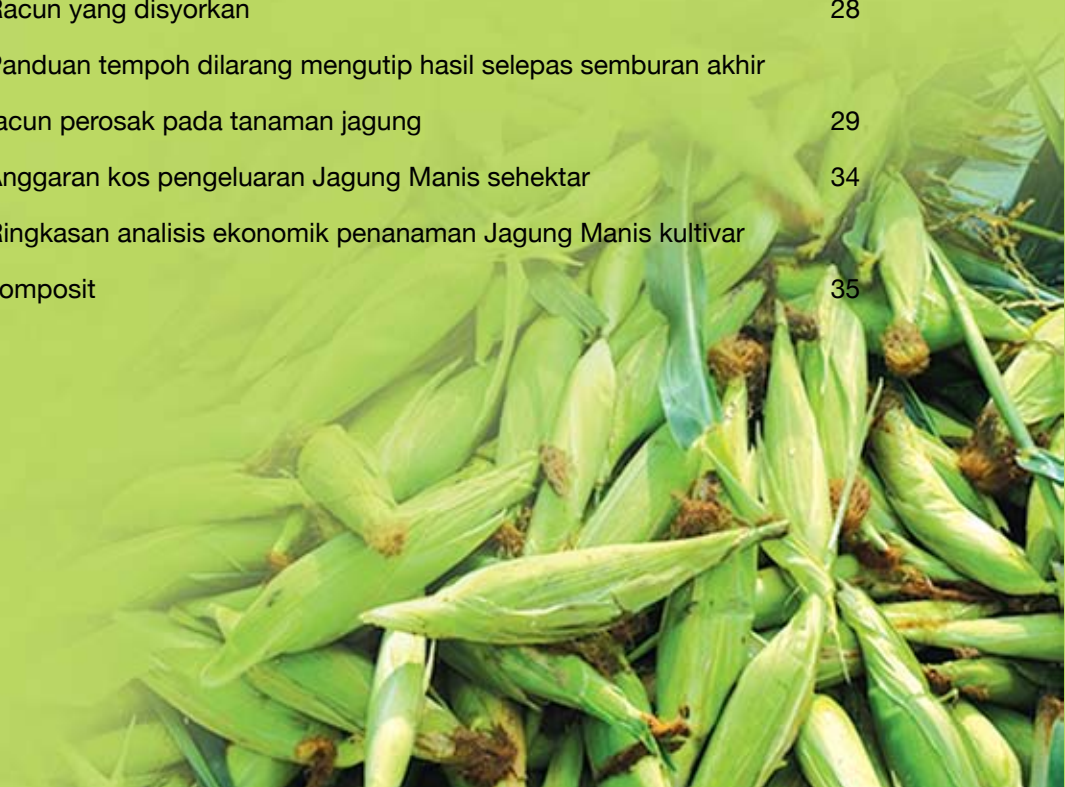 Racun yang disyorkan 28
Panduan tempoh dilarang mengutip hasil selepas semburan akhir
racun perosak pada tanaman jagung 29
Anggaran kos pengeluaran Jagung Manis sehektar 34
Ringkasan analisis ekonomik penanaman Jagung Manis kultivar
omposit 35